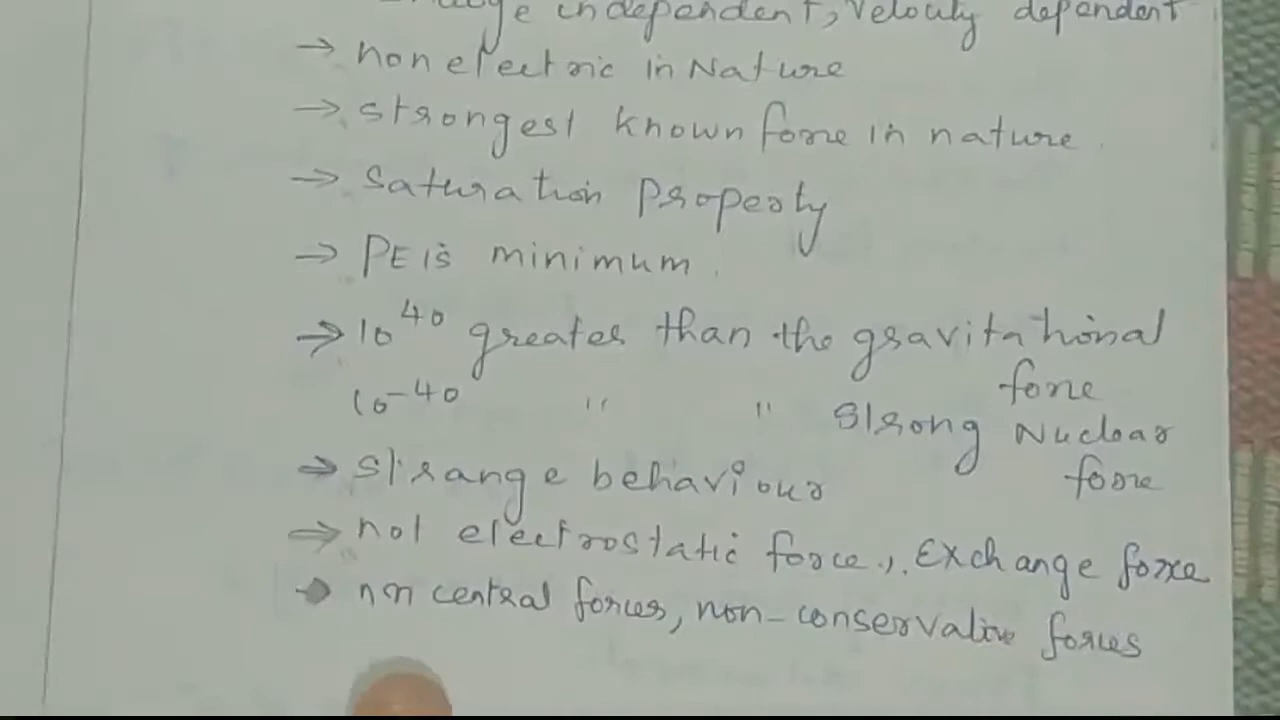 independent, Velocity dependent
→ non electric in Nature
→ strongest known force in nature
→ Saturation Property
→ PE is minimum.
→ 10^40 greater than the gravitational force
10^-40 " " Strong Nuclear force
→ Strange behaviour
→ not electrostatic force, Exchange force
→ non central forces, non-conservative forces